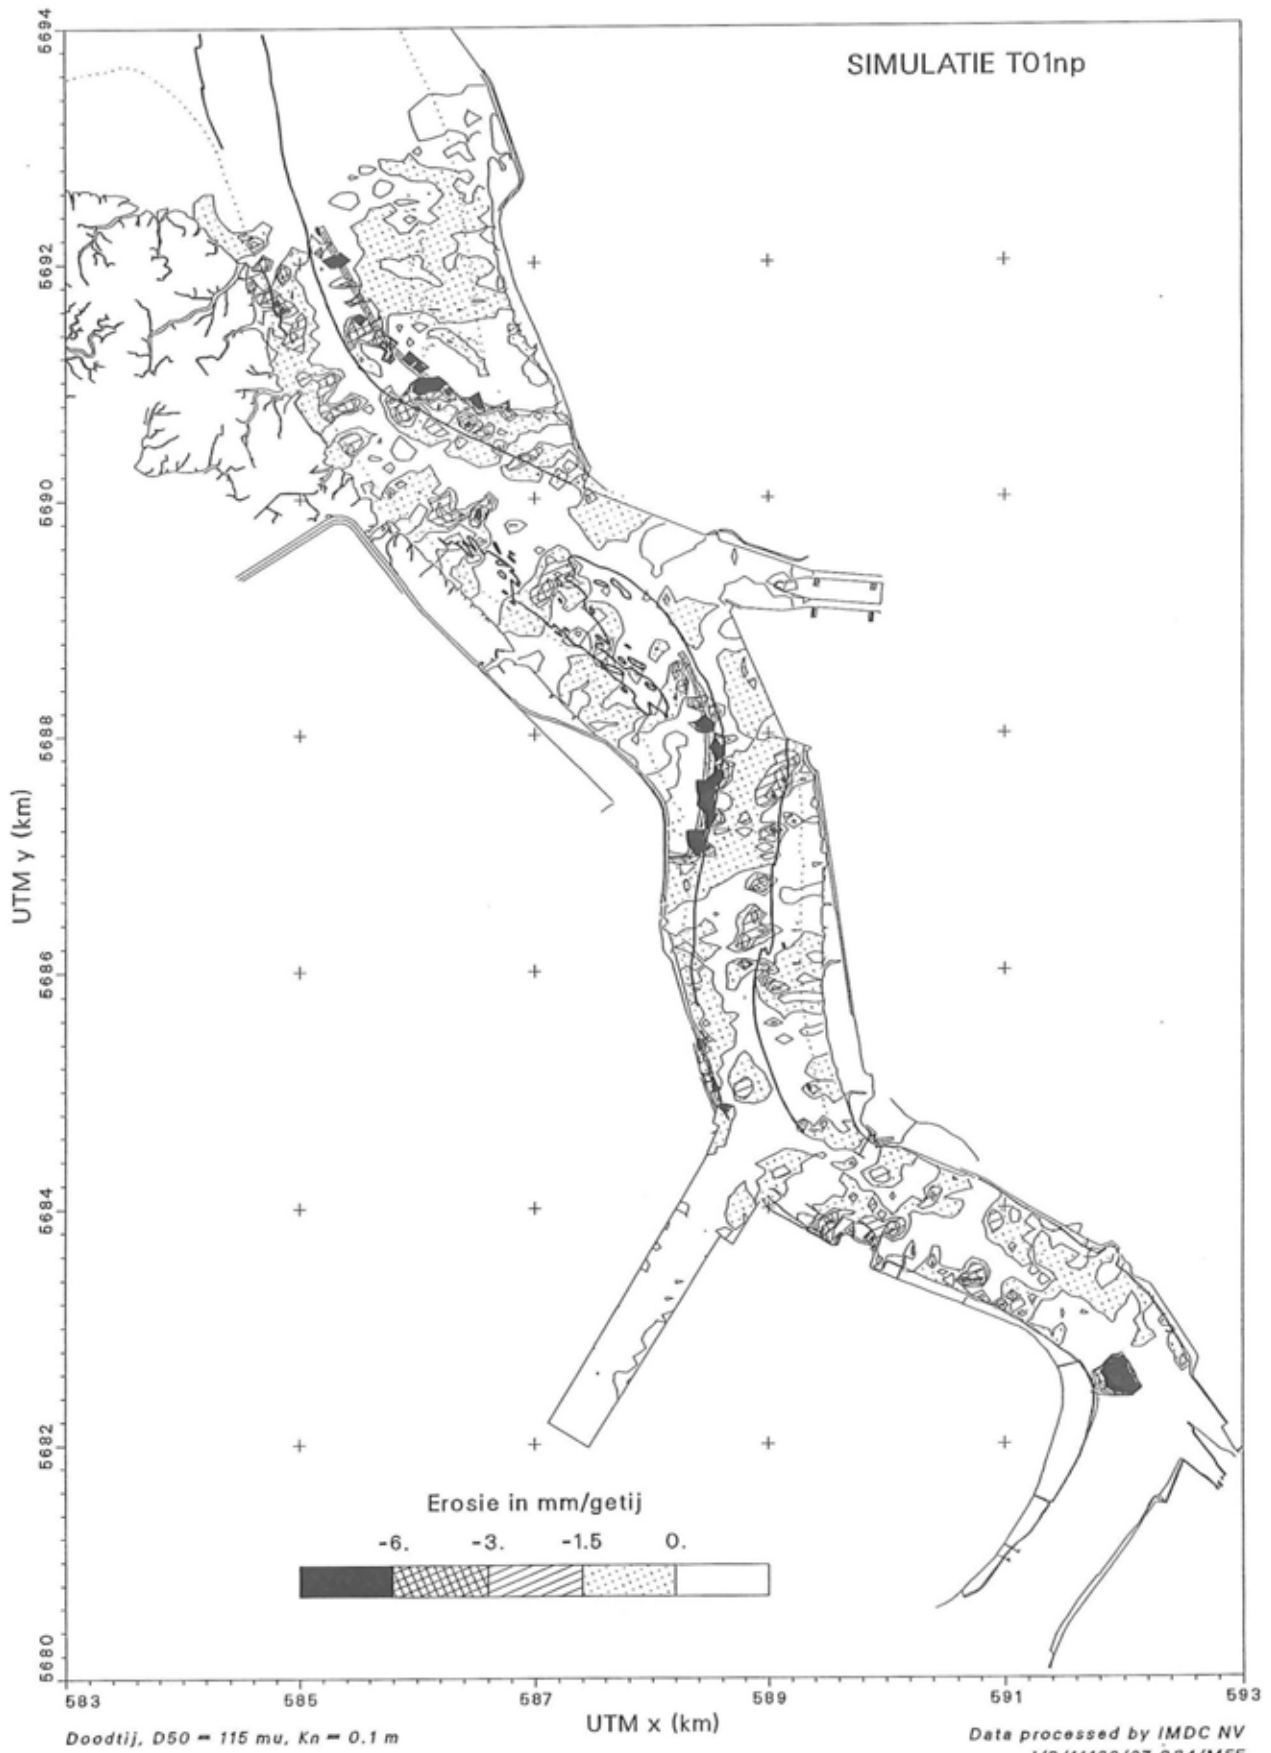 SIMULATIE T01np
5694
5692
5690
5688
5686
5684
5682
5680
UTM y (km)
Erosie in mm/getij
-6. -3. -1.5 0.
583 585 587 589 591 593
UTM x (km)
Doodtij, D50 = 115 mu, Kn = 0.1 m
Data processed by IMDC NV